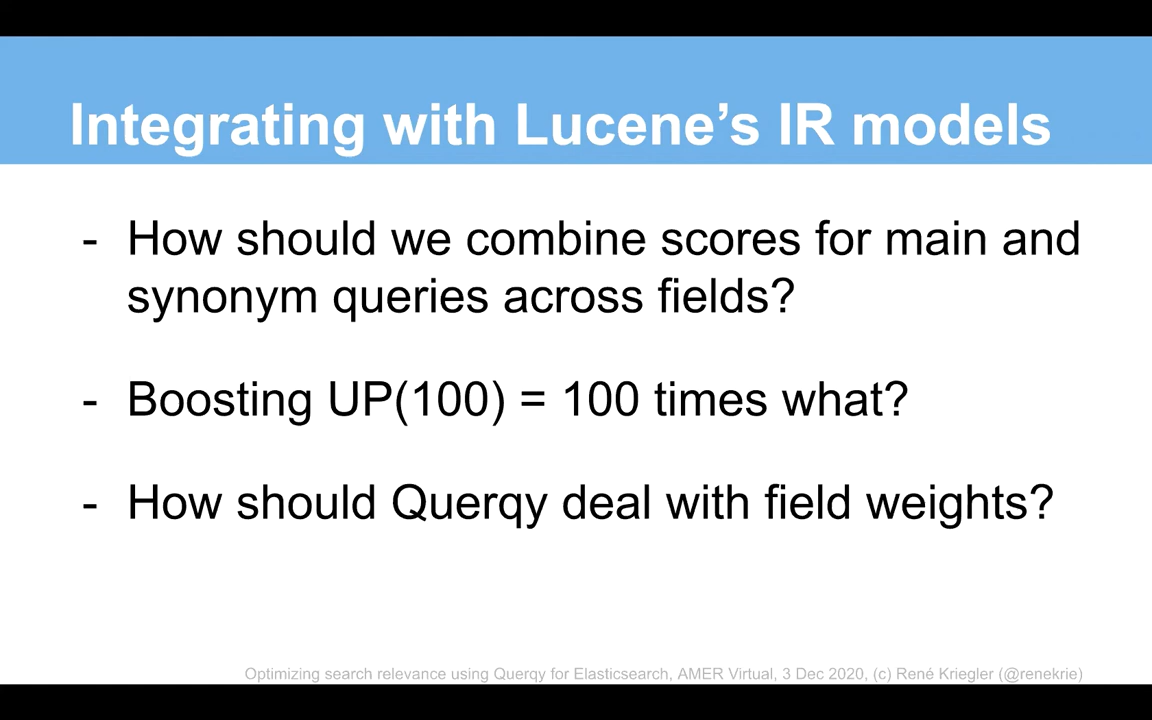 Integrating with Lucene’s IR models
- How should we combine scores for main and
synonym queries across fields?
- Boosting UP(100) = 100 times what?
- How should Querqy deal with field weights?
Optimizing search relevance using Querqy for Elasticsearch, AMER Virtual, 3 Dec 2020, (c) René Kriegler (@renekrie)